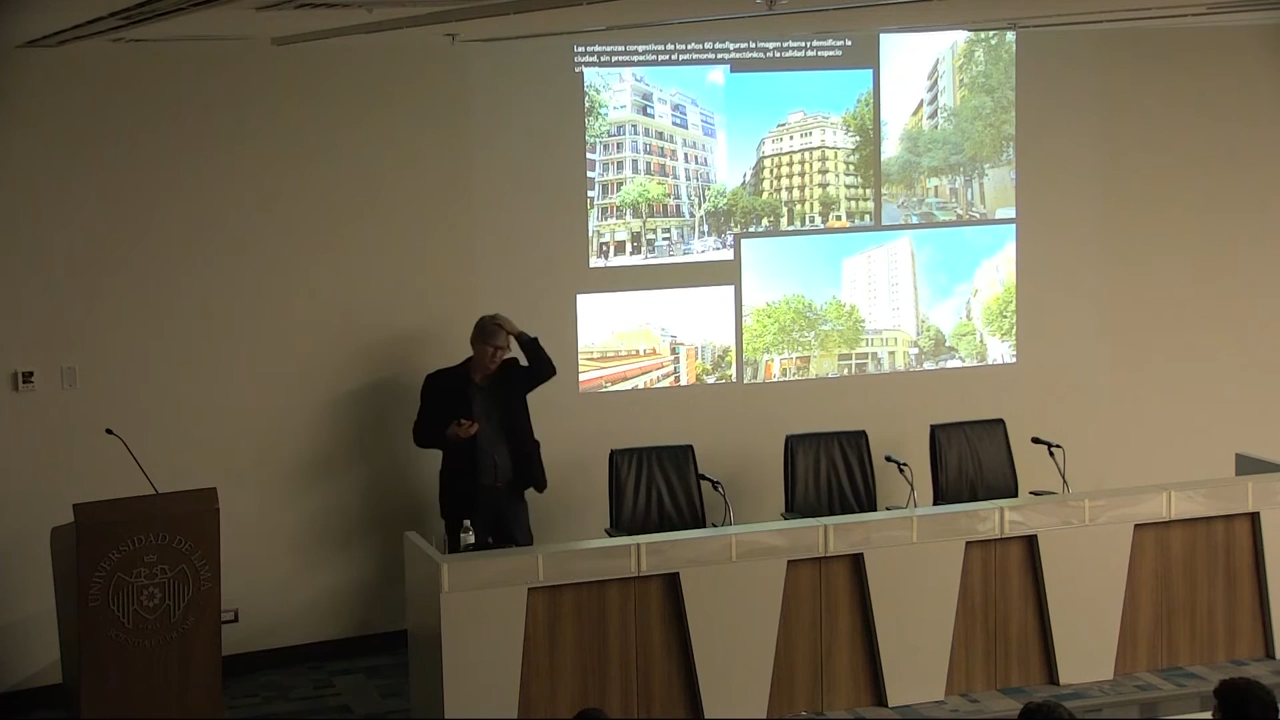 Las ordenanzas congestivas de los años 60 desfiguran la imagen urbana y densifican la
ciudad, sin preocupación por el patrimonio arquitectónico, ni la calidad del espacio
UNIVERSIDAD DE LIMA